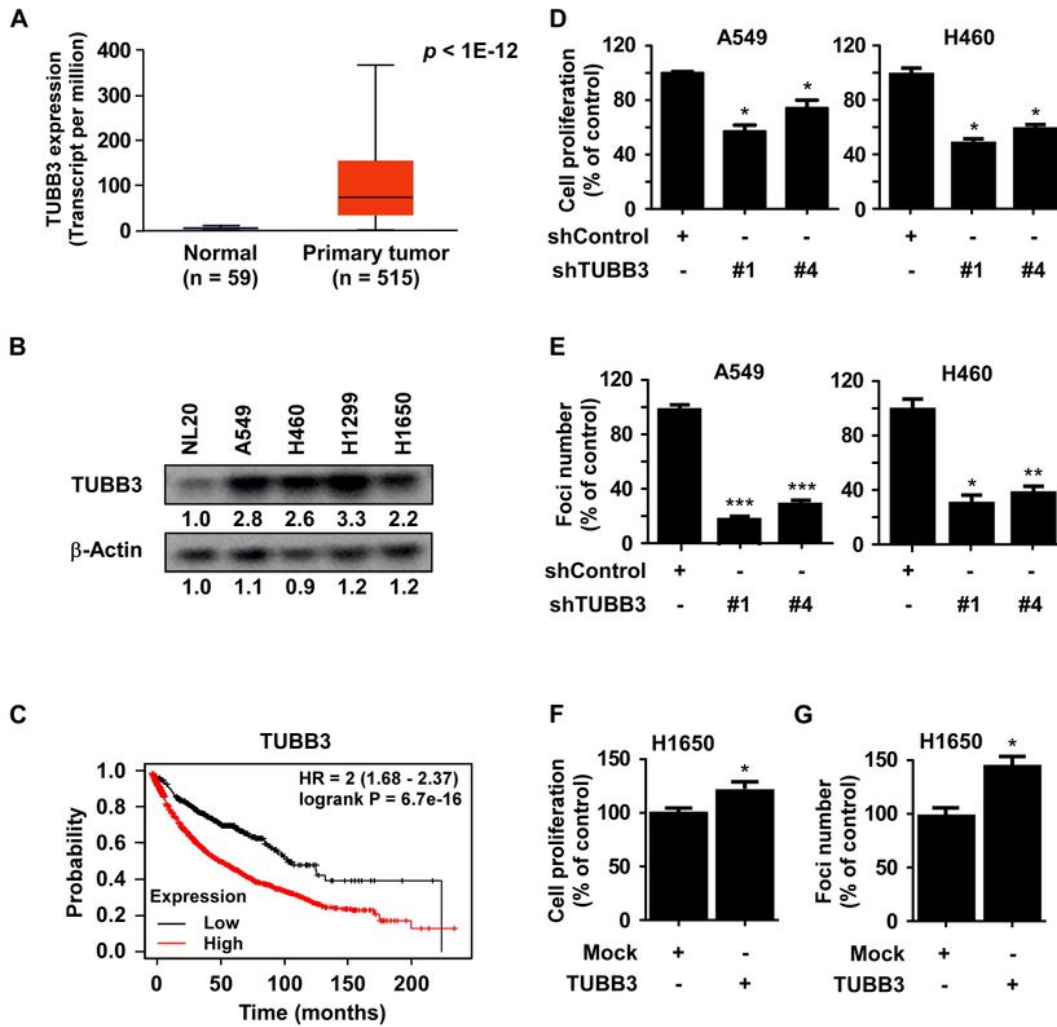 A
TUBB3 expression
(Transcript per million)
400
300
200
100
0
p < 1E-12
Normal
(n = 59)
Primary tumor
(n = 515)
B
NL20
A549
H460
H1299
H1650
TUBB3
1.0 2.8 2.6 3.3 2.2
β-Actin
1.0 1.1 0.9 1.2 1.2
C
TUBB3
HR = 2 (1.68 - 2.37)
logrank P = 6.7e-16
Probability
1.0
0.8
0.6
0.4
0.2
0.0
Expression
Low
High
0 50 100 150 200
Time (months)
D
A549
Cell proliferation
(% of control)
120
80
40
0
* *
H460
120
80
40
0
* *
shControl + - - + - -
shTUBB3 - #1 #4 - #1 #4
E
A549
Foci number
(% of control)
120
80
40
0
*** ***
H460
120
80
40
0
* **
shControl + - - + - -
shTUBB3 - #1 #4 - #1 #4
F
H1650
Cell proliferation
(% of control)
150
100
50
0
*
Mock + -
TUBB3 - +
G
H1650
Foci number
(% of control)
150
100
50
0
*
Mock + -
TUBB3 - +